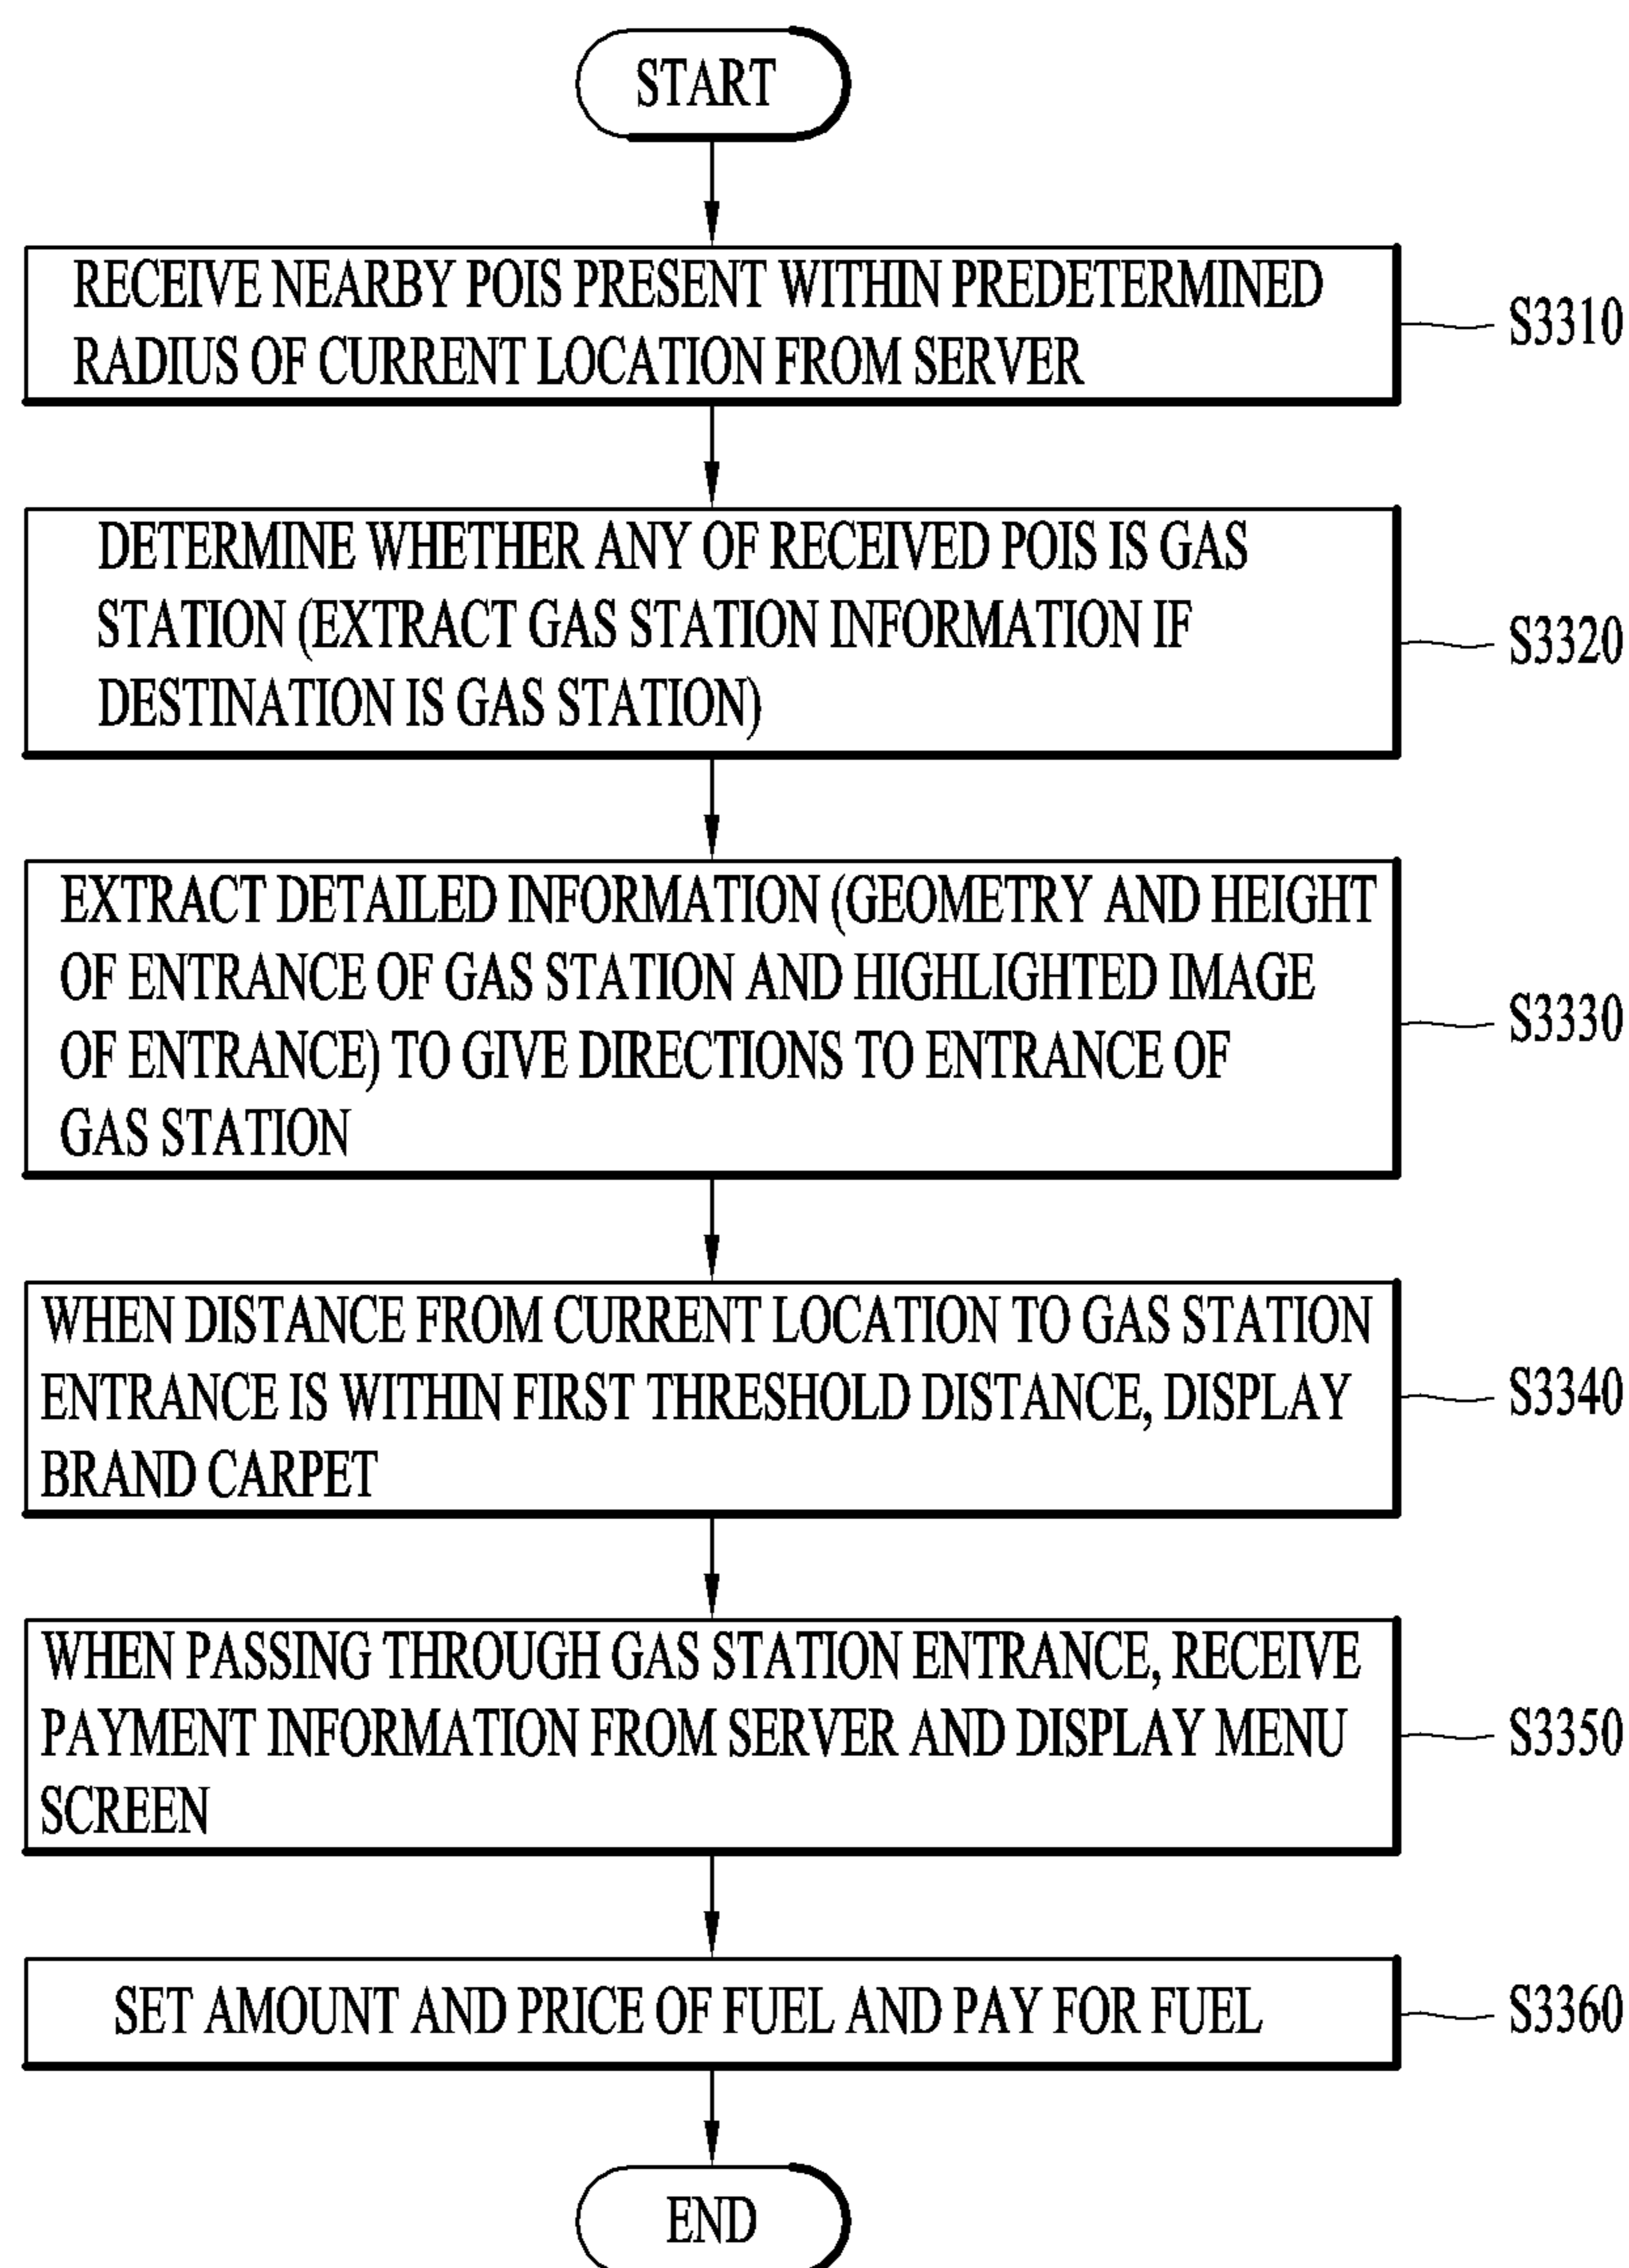 START
RECEIVE NEARBY POIS PRESENT WITHIN PREDETERMINED
RADIUS OF CURRENT LOCATION FROM SERVER
S3310
DETERMINE WHETHER ANY OF RECEIVED POIS IS GAS
STATION (EXTRACT GAS STATION INFORMATION IF
DESTINATION IS GAS STATION)
S3320
EXTRACT DETAILED INFORMATION (GEOMETRY AND HEIGHT
OF ENTRANCE OF GAS STATION AND HIGHLIGHTED IMAGE
OF ENTRANCE) TO GIVE DIRECTIONS TO ENTRANCE OF
GAS STATION
S3330
WHEN DISTANCE FROM CURRENT LOCATION TO GAS STATION
ENTRANCE IS WITHIN FIRST THRESHOLD DISTANCE, DISPLAY
BRAND CARPET
S3340
WHEN PASSING THROUGH GAS STATION ENTRANCE, RECEIVE
PAYMENT INFORMATION FROM SERVER AND DISPLAY MENU
SCREEN
S3350
SET AMOUNT AND PRICE OF FUEL AND PAY FOR FUEL
S3360
END